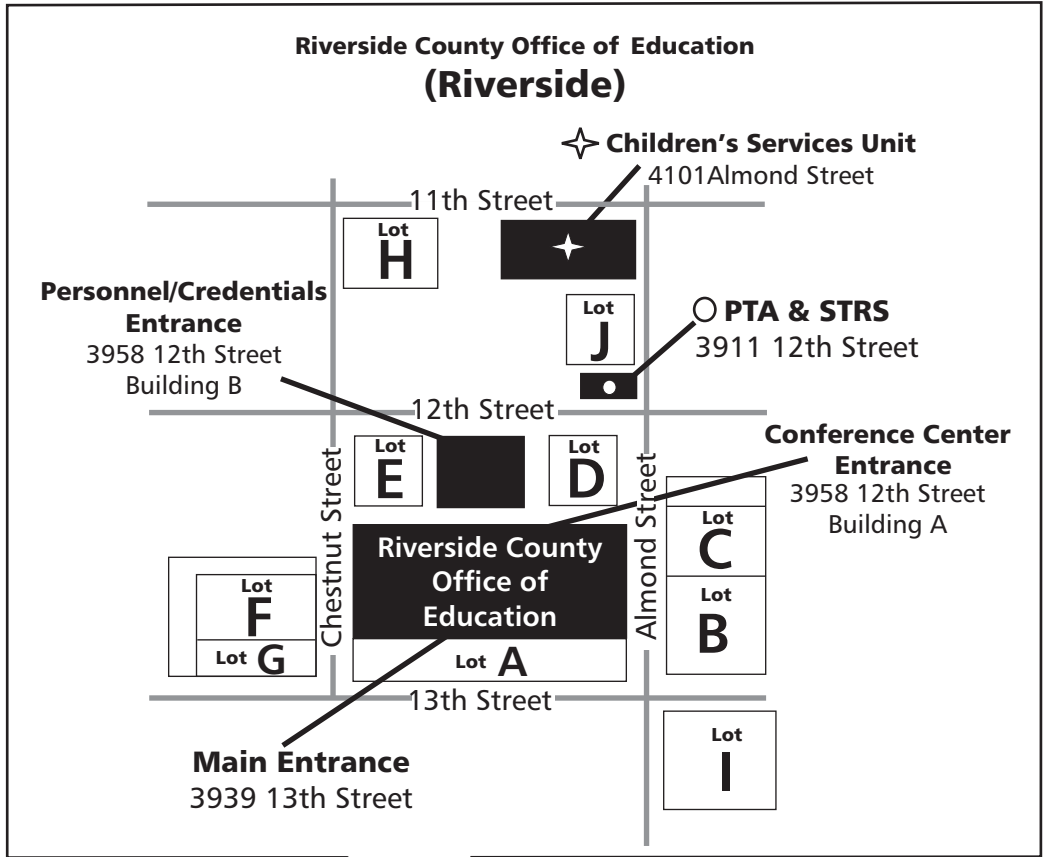 Riverside County Office of Education
(Riverside)
Children's Services Unit
4101Almond Street
11th Street
Lot
H
Personnel/Credentials
Entrance
3958 12th Street
Building B
Lot
J
PTA & STRS
3911 12th Street
12th Street
Conference Center
Entrance
3958 12th Street
Building A
Lot
E
Lot
D
Chestnut Street
Almond Street
Lot
C
Riverside County
Office of
Education
Lot
F
Lot G
Lot
B
Lot A
13th Street
Main Entrance
3939 13th Street
Lot
I